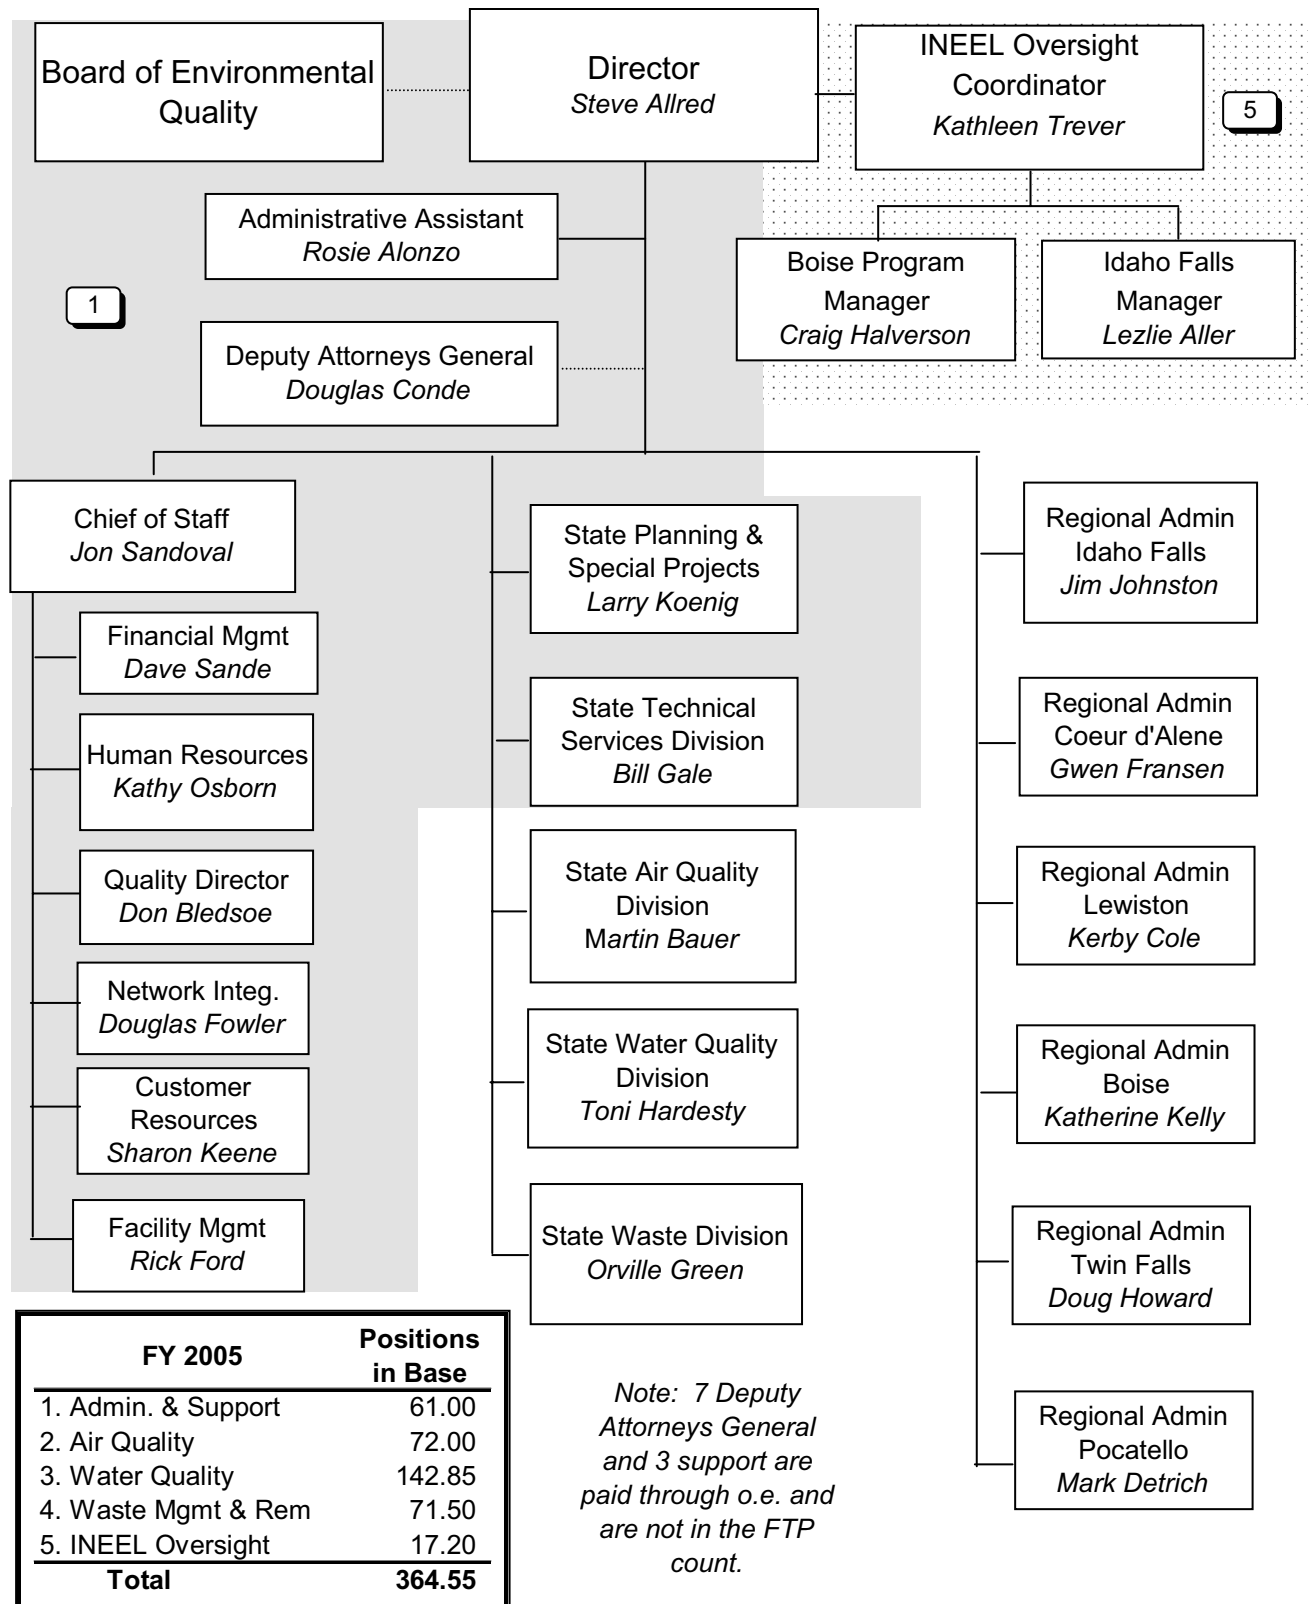 Board of Environmental
Quality
Director
Steve Allred
INEEL Oversight
Coordinator
Kathleen Trever
5
Administrative Assistant
Rosie Alonzo
Boise Program
Manager
Craig Halverson
Idaho Falls
Manager
Lezlie Aller
1
Deputy Attorneys General
Douglas Conde
Chief of Staff
Jon Sandoval
Financial Mgmt
Dave Sande
Human Resources
Kathy Osborn
Quality Director
Don Bledsoe
Network Integ.
Douglas Fowler
Customer
Resources
Sharon Keene
Facility Mgmt
Rick Ford
State Planning &
Special Projects
Larry Koenig
State Technical
Services Division
Bill Gale
State Air Quality
Division
Martin Bauer
State Water Quality
Division
Toni Hardesty
State Waste Division
Orville Green
Regional Admin
Idaho Falls
Jim Johnston
Regional Admin
Coeur d'Alene
Gwen Fransen
Regional Admin
Lewiston
Kerby Cole
Regional Admin
Boise
Katherine Kelly
Regional Admin
Twin Falls
Doug Howard
Regional Admin
Pocatello
Mark Detrich
FY 2005 Positions
in Base
1. Admin. & Support 61.00
2. Air Quality 72.00
3. Water Quality 142.85
4. Waste Mgmt & Rem 71.50
5. INEEL Oversight 17.20
Total 364.55
Note: 7 Deputy
Attorneys General
and 3 support are
paid through o.e. and
are not in the FTP
count.